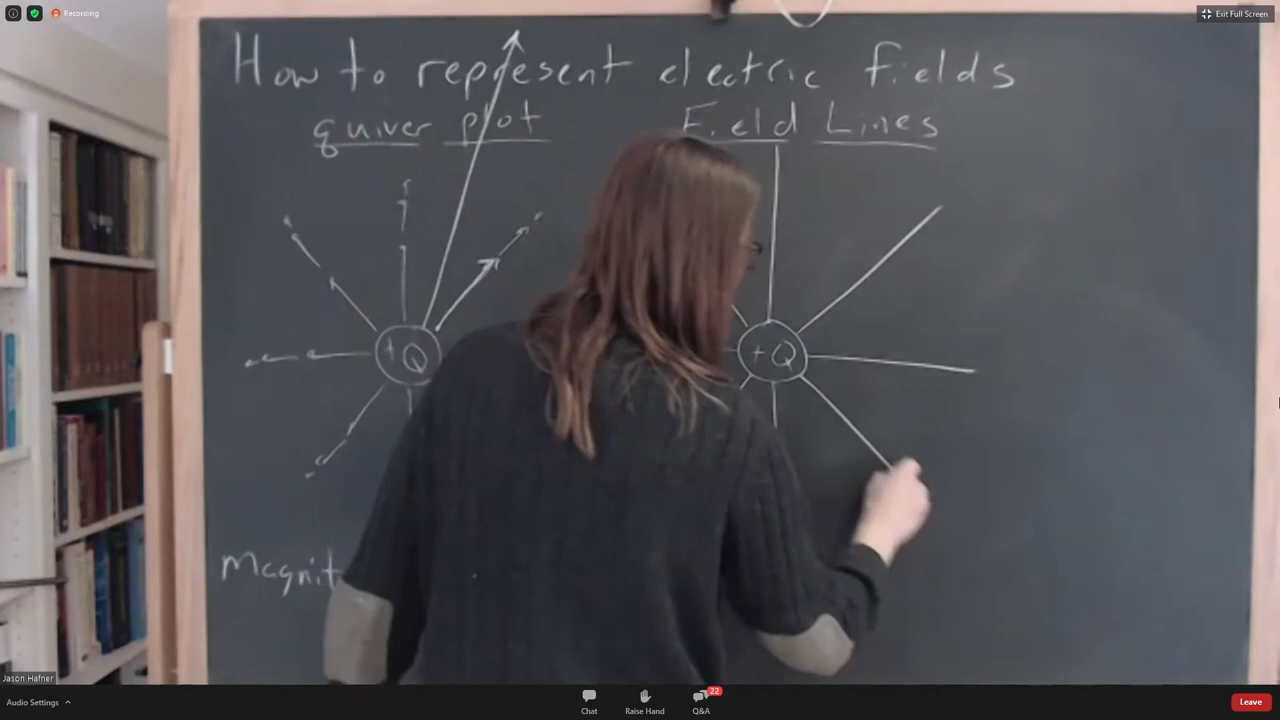 Recording
Exit Full Screen
How to represent electric fields
quiver plot Field Lines
+Q
+Q
Magnit
Jason Hafner
Audio Settings
22
Chat Raise Hand Q&A
Leave